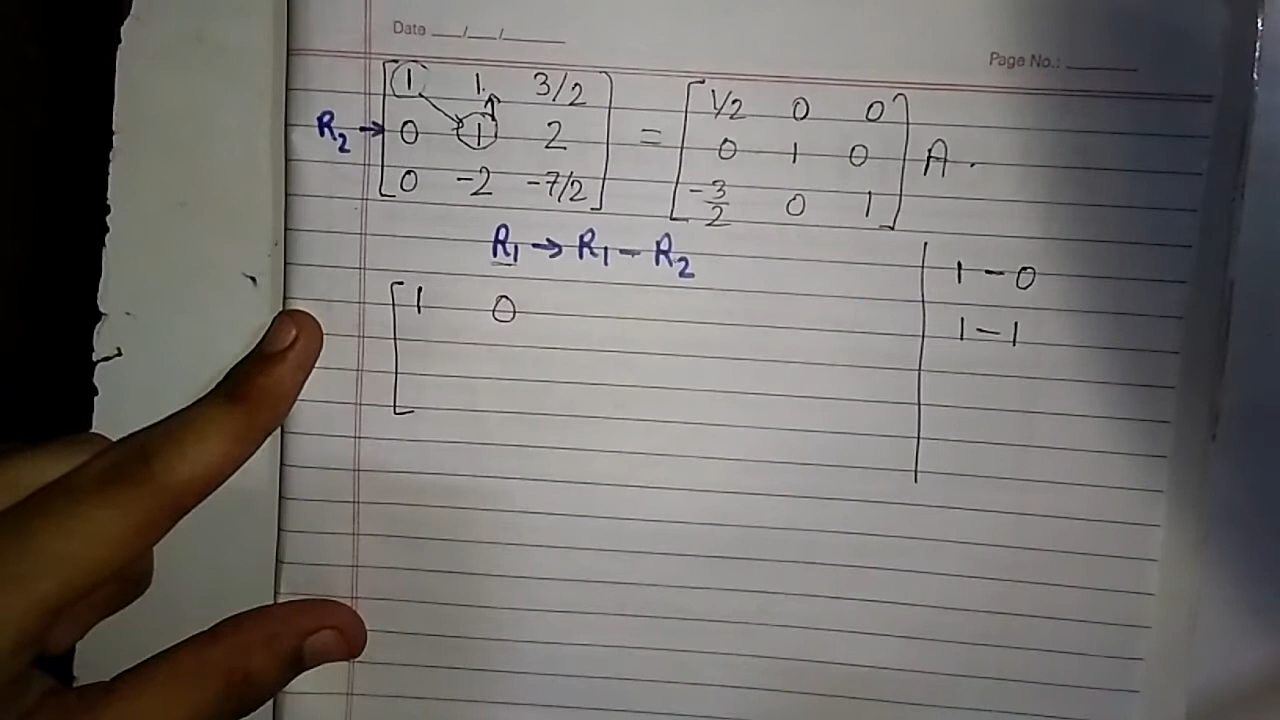 Date __/__/____
Page No.: ______
[ 1 1. 3/2 ] = [ 1/2 0 0 ]
R₂ → [ 0 1 2 ] [ 0 1 0 ] A.
[ 0 -2 -7/2 ] [ -3/2 0 1 ]
R₁ → R₁ - R₂
1 - 0
[ 1 0
1 - 1